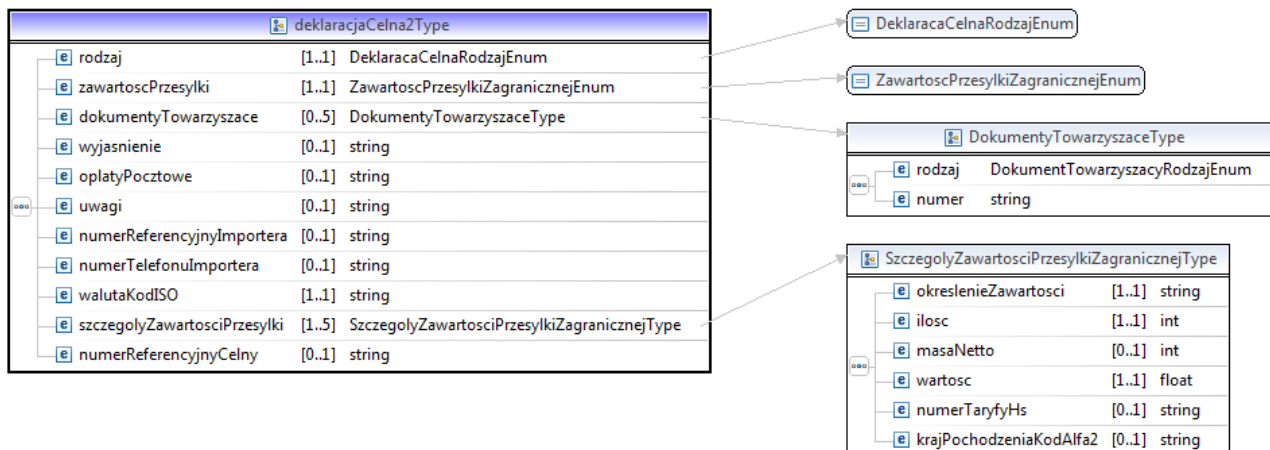 deklaracjaCelna2Type
rodzaj [1..1] DeklaracaCelnaRodzajEnum
zawartoscPrzesylki [1..1] ZawartoscPrzesylkiZagranicznejEnum
dokumentyTowarzyszace [0..5] DokumentyTowarzyszaceType
wyjasnienie [0..1] string
oplatyPocztowe [0..1] string
uwagi [0..1] string
numerReferencyjnyImportera [0..1] string
numerTelefonuImportera [0..1] string
walutaKodISO [1..1] string
szczegolyZawartosciPrzesylki [1..5] SzczegolyZawartosciPrzesylkiZagranicznejType
numerReferencyjnyCelny [0..1] string
DeklaracaCelnaRodzajEnum
ZawartoscPrzesylkiZagranicznejEnum
DokumentyTowarzyszaceType
rodzaj DokumentTowarzyszacyRodzajEnum
numer string
SzczegolyZawartosciPrzesylkiZagranicznejType
okreslenieZawartosci [1..1] string
ilosc [1..1] int
masaNetto [0..1] int
wartosc [1..1] float
numerTaryfyHs [0..1] string
krajPochodzeniaKodAlfa2 [0..1] string